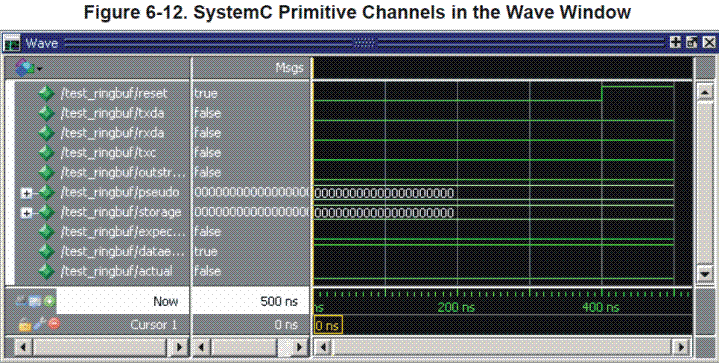 Figure 6-12. SystemC Primitive Channels in the Wave Window
Wave
Msgs
/test_ringbuf/reset true
/test_ringbuf/txda false
/test_ringbuf/rxda false
/test_ringbuf/txc false
/test_ringbuf/outstr... false
/test_ringbuf/pseudo 00000000000000000 00000000000000000000
/test_ringbuf/storage 00000000000000000 00000000000000000000
/test_ringbuf/expec... false
/test_ringbuf/datae... true
/test_ringbuf/actual false
Now 500 ns ns 200 ns 400 ns
Cursor 1 0 ns 0 ns